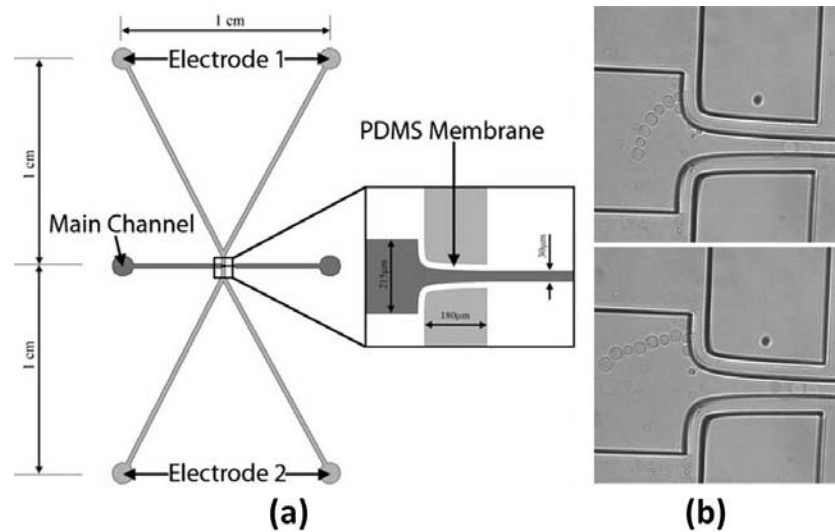 1 cm
Electrode 1
1 cm
PDMS Membrane
Main Channel
215μm
30μm
180μm
1 cm
Electrode 2
(a)
(b)